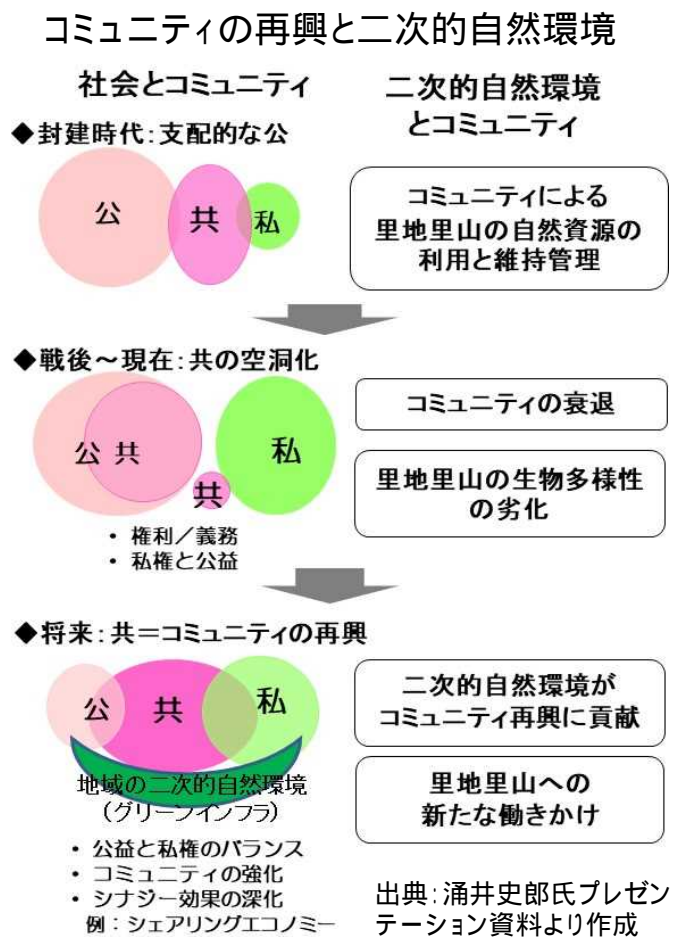 コミュニティの再興と二次的自然環境
社会とコミュニティ
二次的自然環境
とコミュニティ
◆封建時代:支配的な公
公
共
私
コミュニティによる
里地里山の自然資源の
利用と維持管理
◆戦後～現在:共の空洞化
公 共
共
私
・ 権利／義務
・ 私権と公益
コミュニティの衰退
里地里山の生物多様性
の劣化
◆将来:共＝コミュニティの再興
公
共
私
地域の二次的自然環境
（グリーンインフラ）
・ 公益と私権のバランス
・ コミュニティの強化
・ シナジー効果の深化
例：シェアリングエコノミー
二次的自然環境が
コミュニティ再興に貢献
里地里山への
新たな働きかけ
出典:涌井史郎氏プレゼン
テーション資料より作成